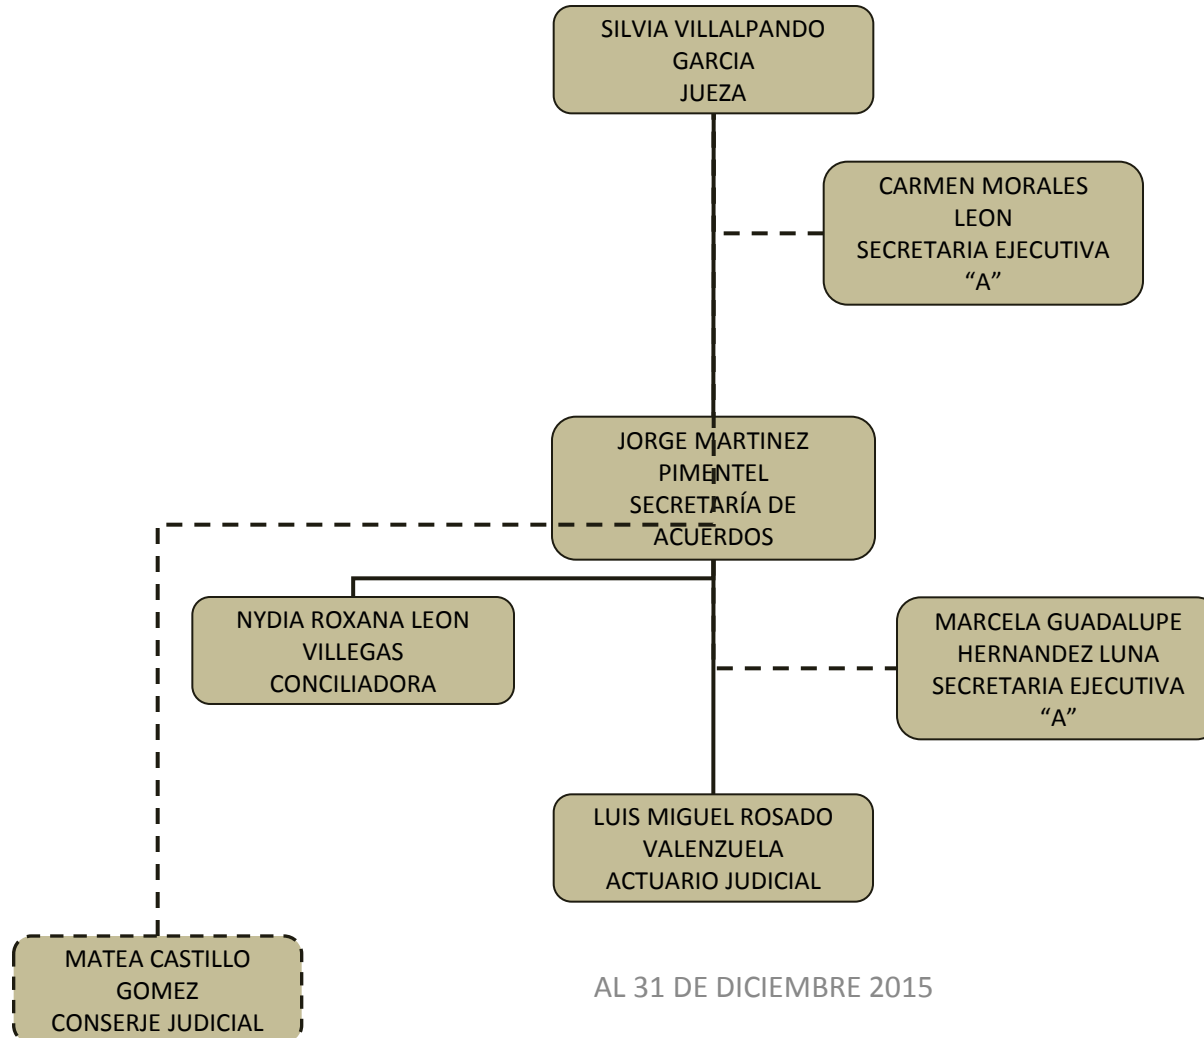 SILVIA VILLALPANDO
GARCIA
JUEZA
CARMEN MORALES
LEON
SECRETARIA EJECUTIVA
“A”
JORGE MARTINEZ
PIMENTEL
SECRETARÍA DE
ACUERDOS
NYDIA ROXANA LEON
VILLEGAS
CONCILIADORA
MARCELA GUADALUPE
HERNANDEZ LUNA
SECRETARIA EJECUTIVA
“A”
LUIS MIGUEL ROSADO
VALENZUELA
ACTUARIO JUDICIAL
MATEA CASTILLO
GOMEZ
CONSERJE JUDICIAL
AL 31 DE DICIEMBRE 2015